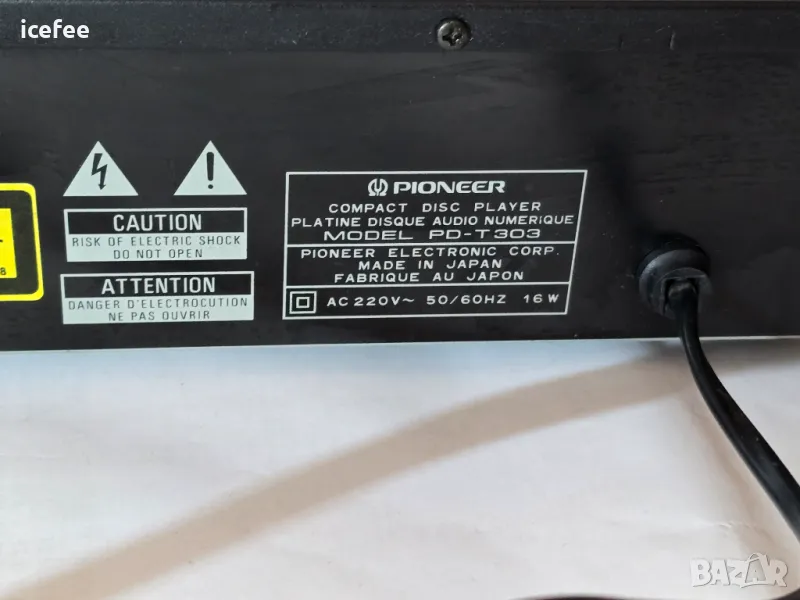 icefee
CAUTION
RISK OF ELECTRIC SHOCK
DO NOT OPEN
ATTENTION
DANGER D'ELECTROCUTION
NE PAS OUVRIR
PIONEER
COMPACT DISC PLAYER
PLATINE DISQUE AUDIO NUMERIQUE
MODEL PD-T303
PIONEER ELECTRONIC CORP.
MADE IN JAPAN
FABRIQUE AU JAPON
AC 220V~ 50/60HZ 16W
8
BAZAR